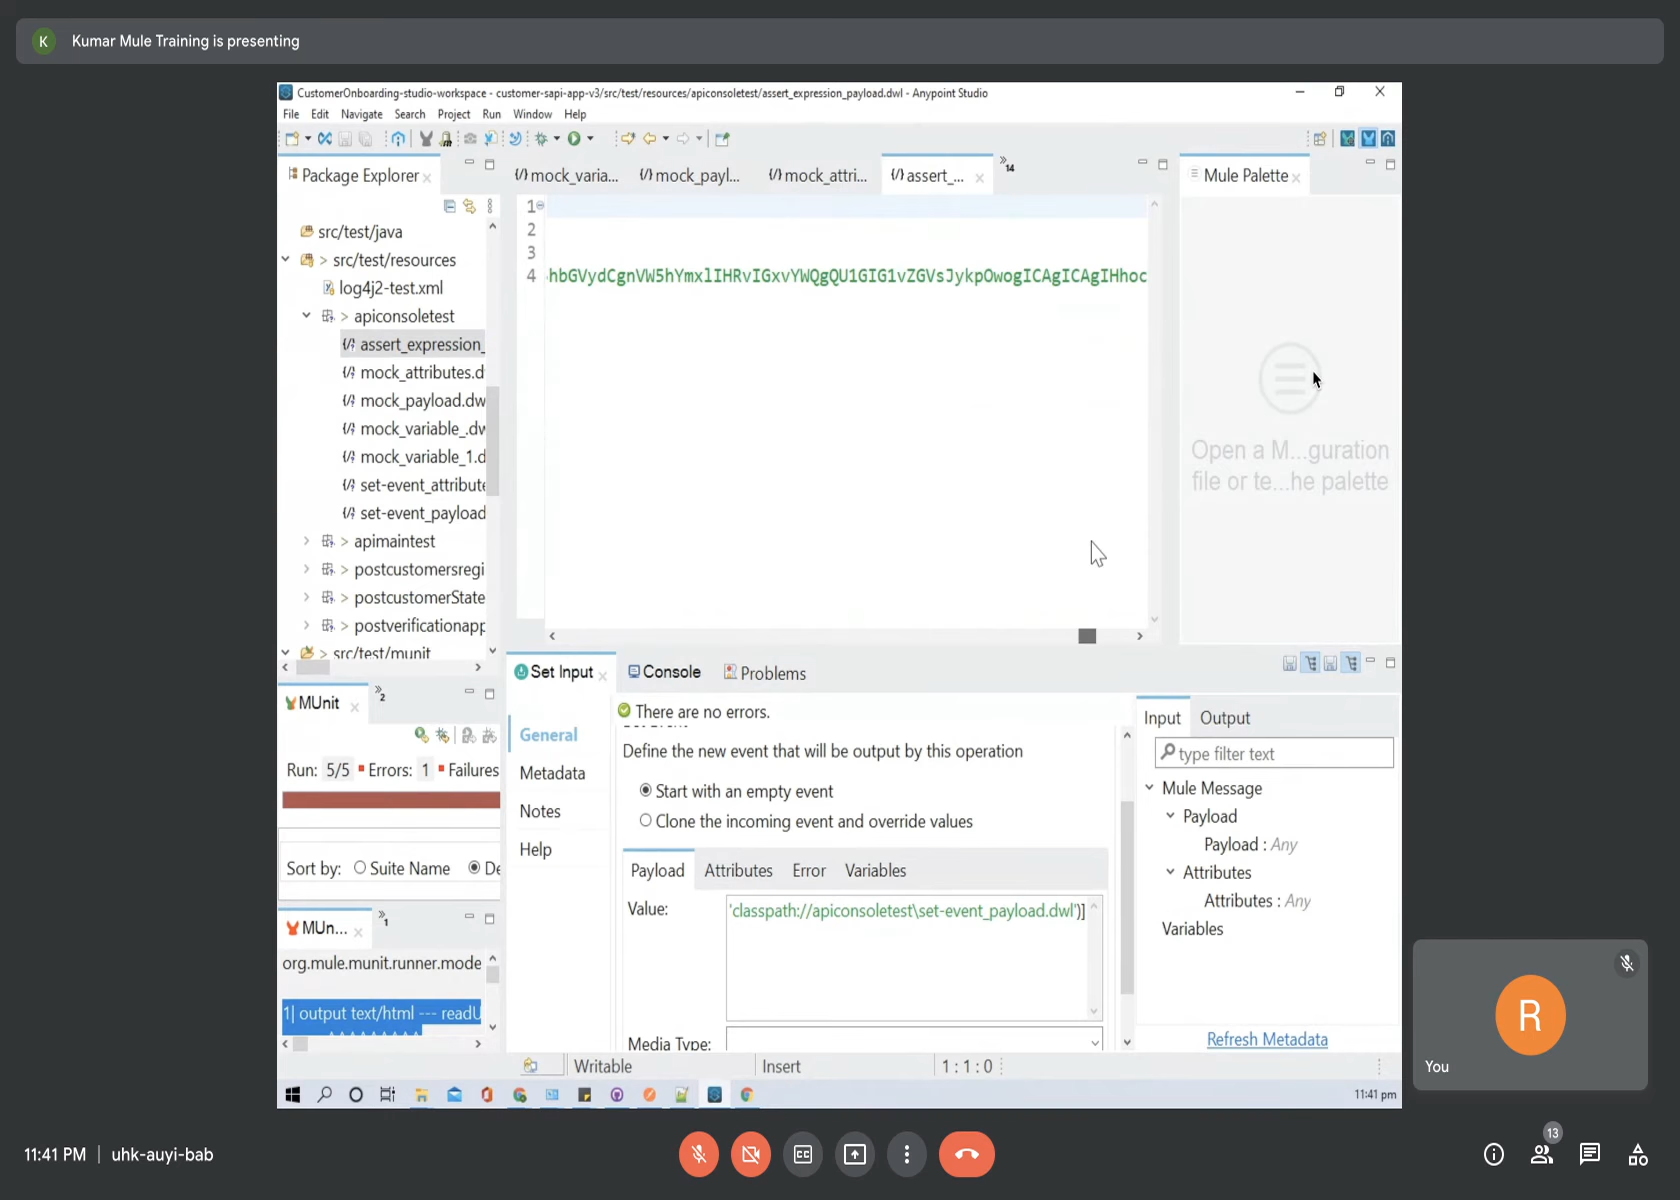 K
Kumar Mule Training is presenting
CustomerOnboarding-studio-workspace - customer-sapi-app-v3/src/test/resources/apiconsoletest/assert_expression_payload.dwl - Anypoint Studio
File Edit Navigate Search Project Run Window Help
Package Explorer
mock_varia...
mock_payl...
mock_attri...
assert_...
14
Mule Palette
src/test/java
src/test/resources
log4j2-test.xml
apiconsoletest
assert_expression_
mock_attributes.d
mock_payload.dw
mock_variable_.dw
mock_variable_1.d
set-event_attribute
set-event_payload
apimaintest
postcustomersregi
postcustomerState
postverificationapp
src/test/munit
1
2
3
4 hbGVydCgnVW5hYmxlIHRvIGxvYWQgQU1GIG1vZGVsJykpOwogICAgICAgIHhoc
Open a M...guration
file or te...he palette
MUnit
2
Run: 5/5 Errors: 1 Failures
Sort by: Suite Name De
MUn...
1
org.mule.munit.runner.mode
1| output text/html --- readU
^^^^^^^^^
Set Input
Console
Problems
There are no errors.
General
Metadata
Notes
Help
Define the new event that will be output by this operation
Start with an empty event
Clone the incoming event and override values
Payload Attributes Error Variables
Value:
'classpath://apiconsoletest\set-event_payload.dwl')]
Media Type:
Input Output
type filter text
Mule Message
Payload
Payload : Any
Attributes
Attributes : Any
Variables
Refresh Metadata
Writable
Insert
1 : 1 : 0
11:41 pm
R
You
11:41 PM | uhk-auyi-bab
CC
13